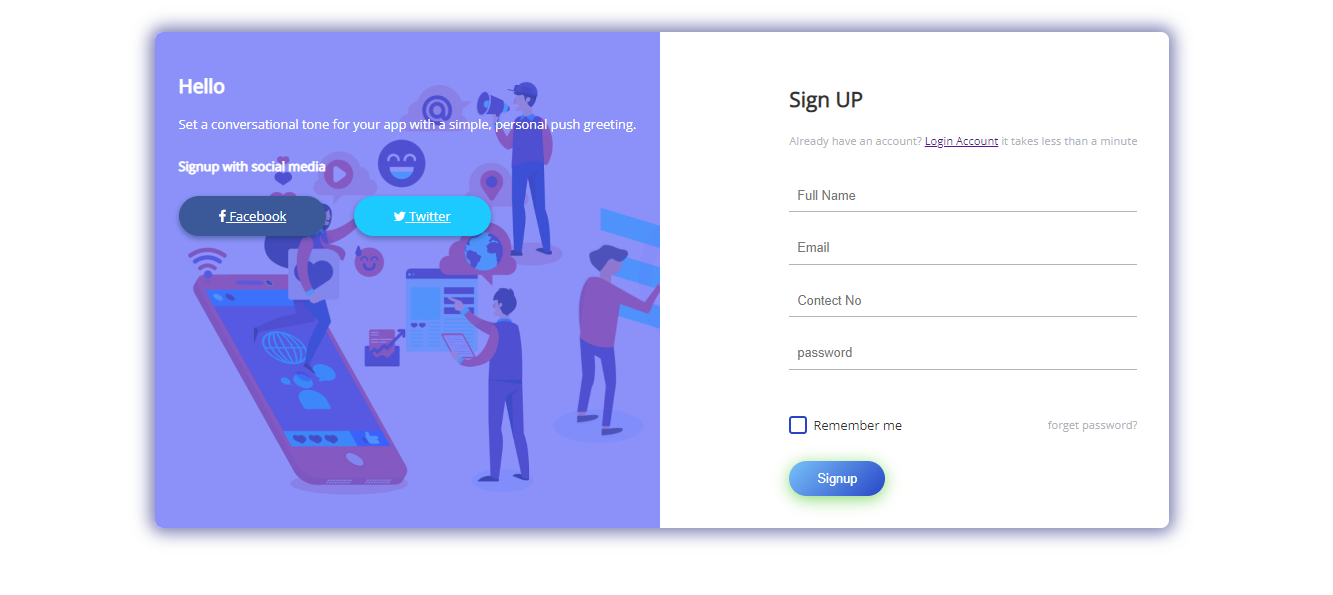 Hello
Set a conversational tone for your app with a simple, personal push greeting.
Signup with social media
Facebook
Twitter
Sign UP
Already have an account? Login Account it takes less than a minute
Full Name
Email
Contect No
password
Remember me
forget password?
Signup